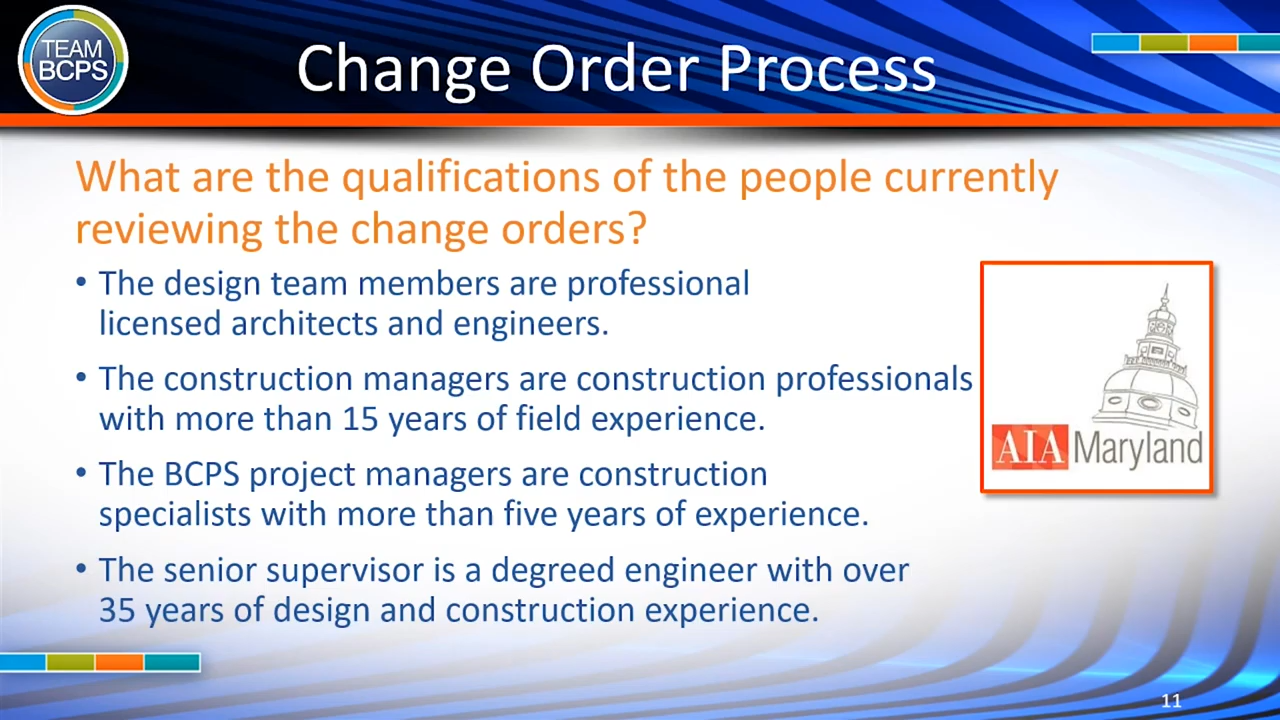 TEAM
BCPS
Change Order Process
What are the qualifications of the people currently
reviewing the change orders?
• The design team members are professional
licensed architects and engineers.
• The construction managers are construction professionals
with more than 15 years of field experience.
• The BCPS project managers are construction
specialists with more than five years of experience.
• The senior supervisor is a degreed engineer with over
35 years of design and construction experience.
AIA Maryland
11